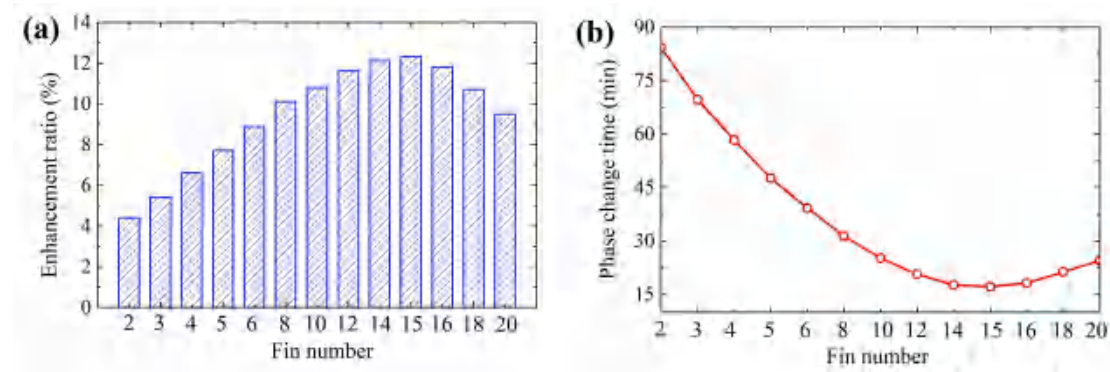 (a)
Enhancement ratio (%)
14
12
10
8
6
4
2
0
2 3 4 5 6 8 10 12 14 15 16 18 20
Fin number
(b)
Phase change time (min)
90
75
60
45
30
15
2 3 4 5 6 8 10 12 14 15 16 18 20
Fin number